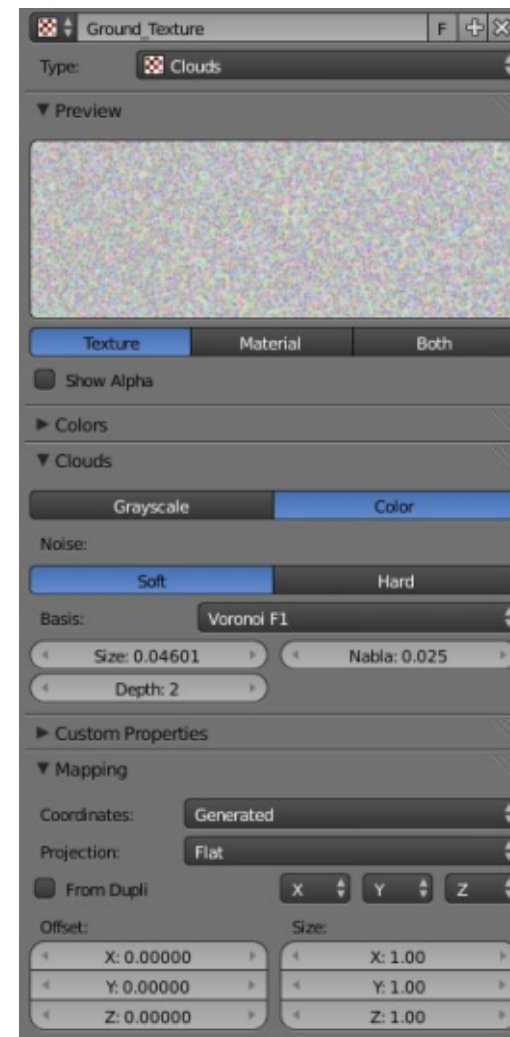 Ground_Texture F
Type: Clouds
Preview
Texture Material Both
Show Alpha
Colors
Clouds
Grayscale Color
Noise:
Soft Hard
Basis: Voronoi F1
Size: 0.04601 Nabla: 0.025
Depth: 2
Custom Properties
Mapping
Coordinates: Generated
Projection: Flat
From Dupli X Y Z
Offset: Size:
X: 0.00000 X: 1.00
Y: 0.00000 Y: 1.00
Z: 0.00000 Z: 1.00